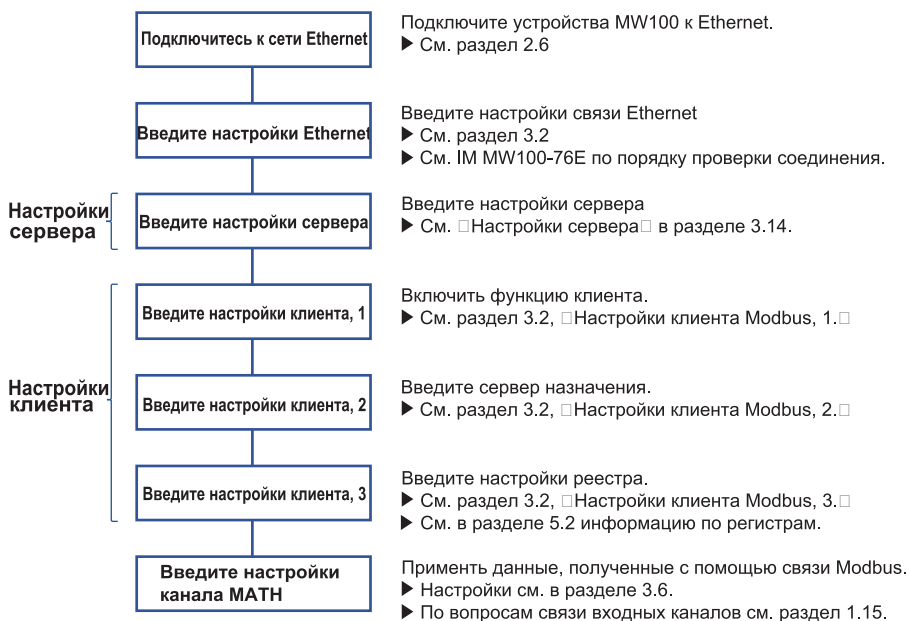 Подключитесь к сети Ethernet
Подключите устройства MW100 к Ethernet.
▶ См. раздел 2.6
Введите настройки Ethernet
Введите настройки связи Ethernet
▶ См. раздел 3.2
▶ См. IM MW100-76E по порядку проверки соединения.
Настройки
сервера
Введите настройки сервера
Введите настройки сервера
▶ См. □Настройки сервера□ в разделе 3.14.
Настройки
клиента
Введите настройки клиента, 1
Включить функцию клиента.
▶ См. раздел 3.2, □Настройки клиента Modbus, 1.□
Введите настройки клиента, 2
Введите сервер назначения.
▶ См. раздел 3.2, □Настройки клиента Modbus, 2.□
Введите настройки клиента, 3
Введите настройки реестра.
▶ См. раздел 3.2, □Настройки клиента Modbus, 3.□
▶ См. в разделе 5.2 информацию по регистрам.
Введите настройки
канала MATH
Применть данные, полученные с помощью связи Modbus.
▶ Настройки см. в разделе 3.6.
▶ По вопросам связи входных каналов см. раздел 1.15.